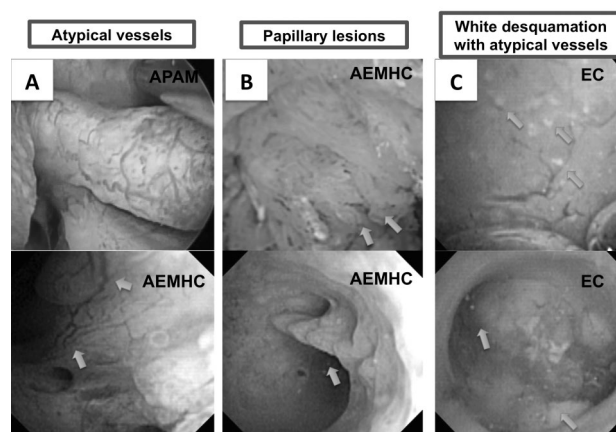 Atypical vessels
Papillary lesions
White desquamation
with atypical vessels
A
APAM
B
AEMHC
C
EC
AEMHC
AEMHC
EC